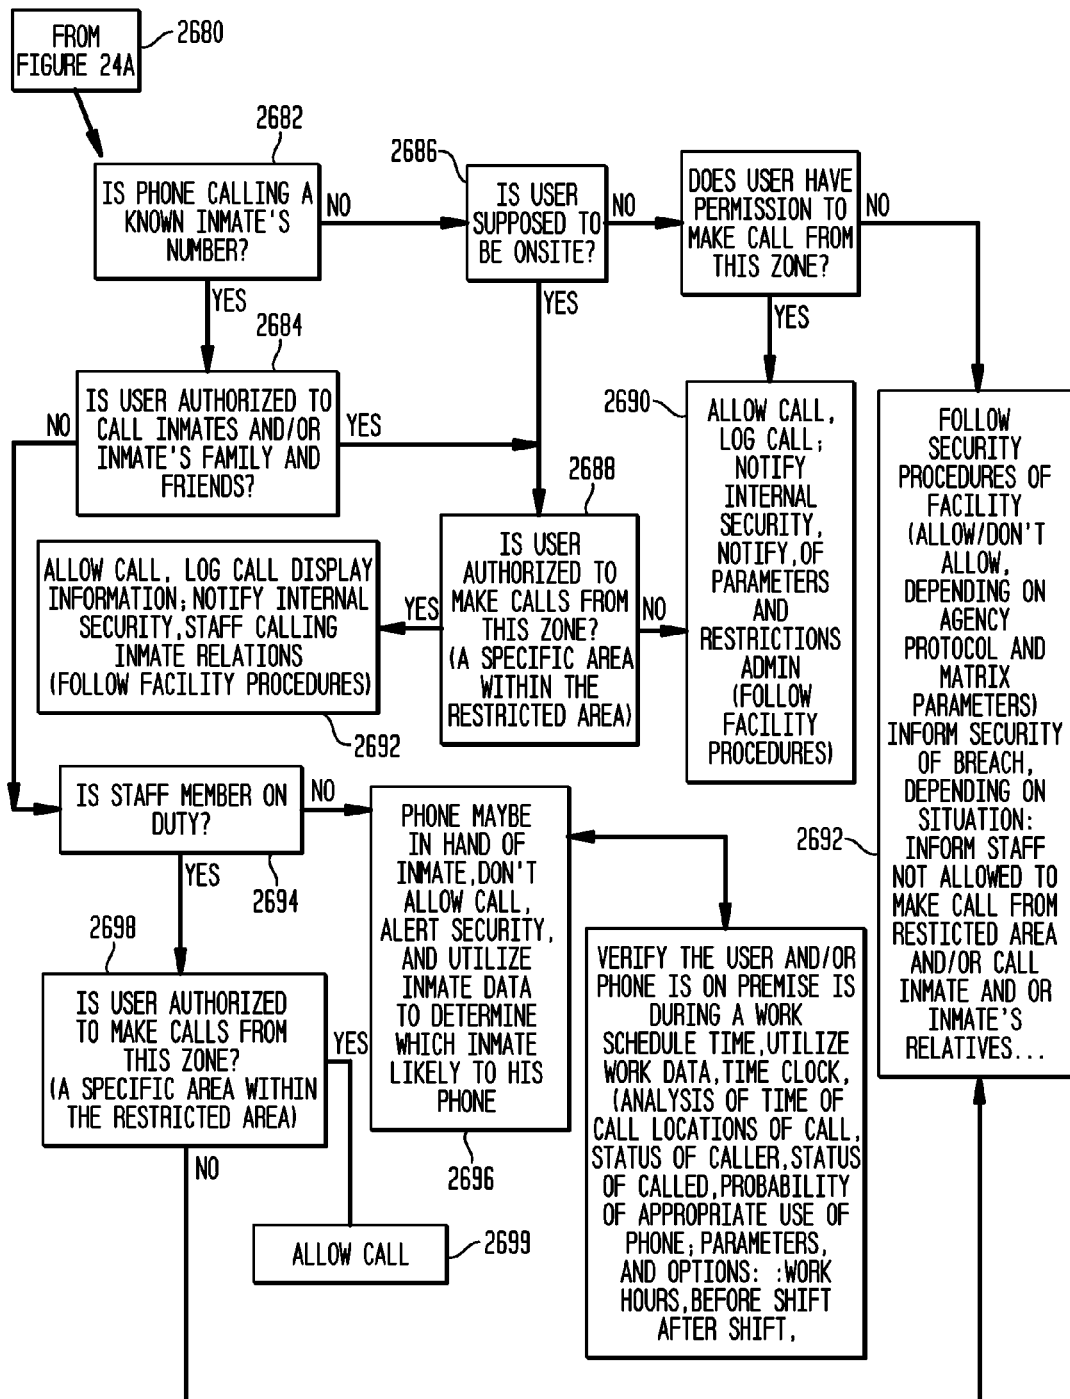 FROM
FIGURE 24A
2680
2682
IS PHONE CALLING A
KNOWN INMATE'S
NUMBER?
NO
YES
2686
IS USER
SUPPOSED TO
BE ONSITE?
NO
YES
DOES USER HAVE
PERMISSION TO
MAKE CALL FROM
THIS ZONE?
NO
YES
2684
IS USER AUTHORIZED TO
CALL INMATES AND/OR
INMATE'S FAMILY AND
FRIENDS?
NO
YES
2690
ALLOW CALL,
LOG CALL;
NOTIFY
INTERNAL
SECURITY,
NOTIFY,OF
PARAMETERS
AND
RESTRICTIONS
ADMIN
(FOLLOW
FACILITY
PROCEDURES)
FOLLOW
SECURITY
PROCEDURES OF
FACILITY
(ALLOW/DON'T
ALLOW,
DEPENDING ON
AGENCY
PROTOCOL AND
MATRIX
PARAMETERS)
INFORM SECURITY
OF BREACH,
DEPENDING ON
SITUATION:
INFORM STAFF
NOT ALLOWED TO
MAKE CALL FROM
RESTICTED AREA
AND/OR CALL
INMATE AND OR
INMATE'S
RELATIVES...
2692
2688
IS USER
AUTHORIZED TO
MAKE CALLS FROM
THIS ZONE?
(A SPECIFIC AREA
WITHIN THE
RESTRICTED AREA)
YES
NO
ALLOW CALL, LOG CALL DISPLAY
INFORMATION; NOTIFY INTERNAL
SECURITY,STAFF CALLING
INMATE RELATIONS
(FOLLOW FACILITY PROCEDURES)
2692
IS STAFF MEMBER ON
DUTY?
NO
YES
2694
PHONE MAYBE
IN HAND OF
INMATE,DON'T
ALLOW CALL,
ALERT SECURITY,
AND UTILIZE
INMATE DATA
TO DETERMINE
WHICH INMATE
LIKELY TO HIS
PHONE
2696
VERIFY THE USER AND/OR
PHONE IS ON PREMISE IS
DURING A WORK
SCHEDULE TIME,UTILIZE
WORK DATA,TIME CLOCK,
(ANALYSIS OF TIME OF
CALL LOCATIONS OF CALL,
STATUS OF CALLER,STATUS
OF CALLED,PROBABILITY
OF APPROPRIATE USE OF
PHONE; PARAMETERS,
AND OPTIONS: :WORK
HOURS,BEFORE SHIFT
AFTER SHIFT,
2698
IS USER AUTHORIZED
TO MAKE CALLS FROM
THIS ZONE?
(A SPECIFIC AREA WITHIN
THE RESTRICTED AREA)
YES
NO
ALLOW CALL
2699